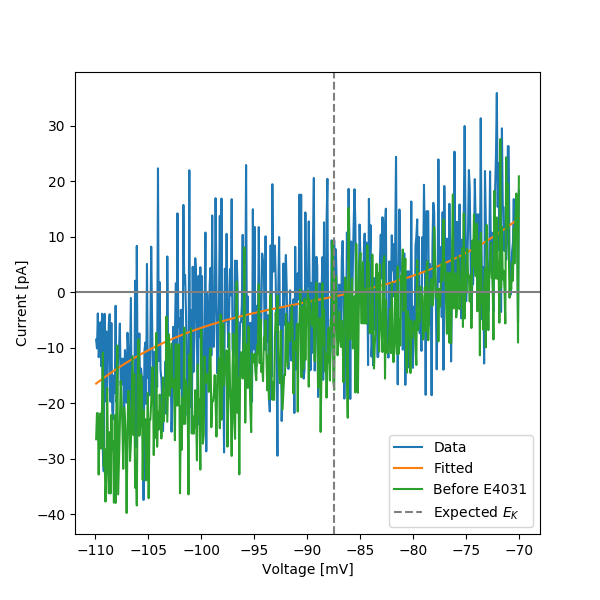 30
20
10
0
−10
−20
−30
−40
Current [pA]
−110 −105 −100 −95 −90 −85 −80 −75 −70
Voltage [mV]
Data
Fitted
Before E4031
Expected E_K